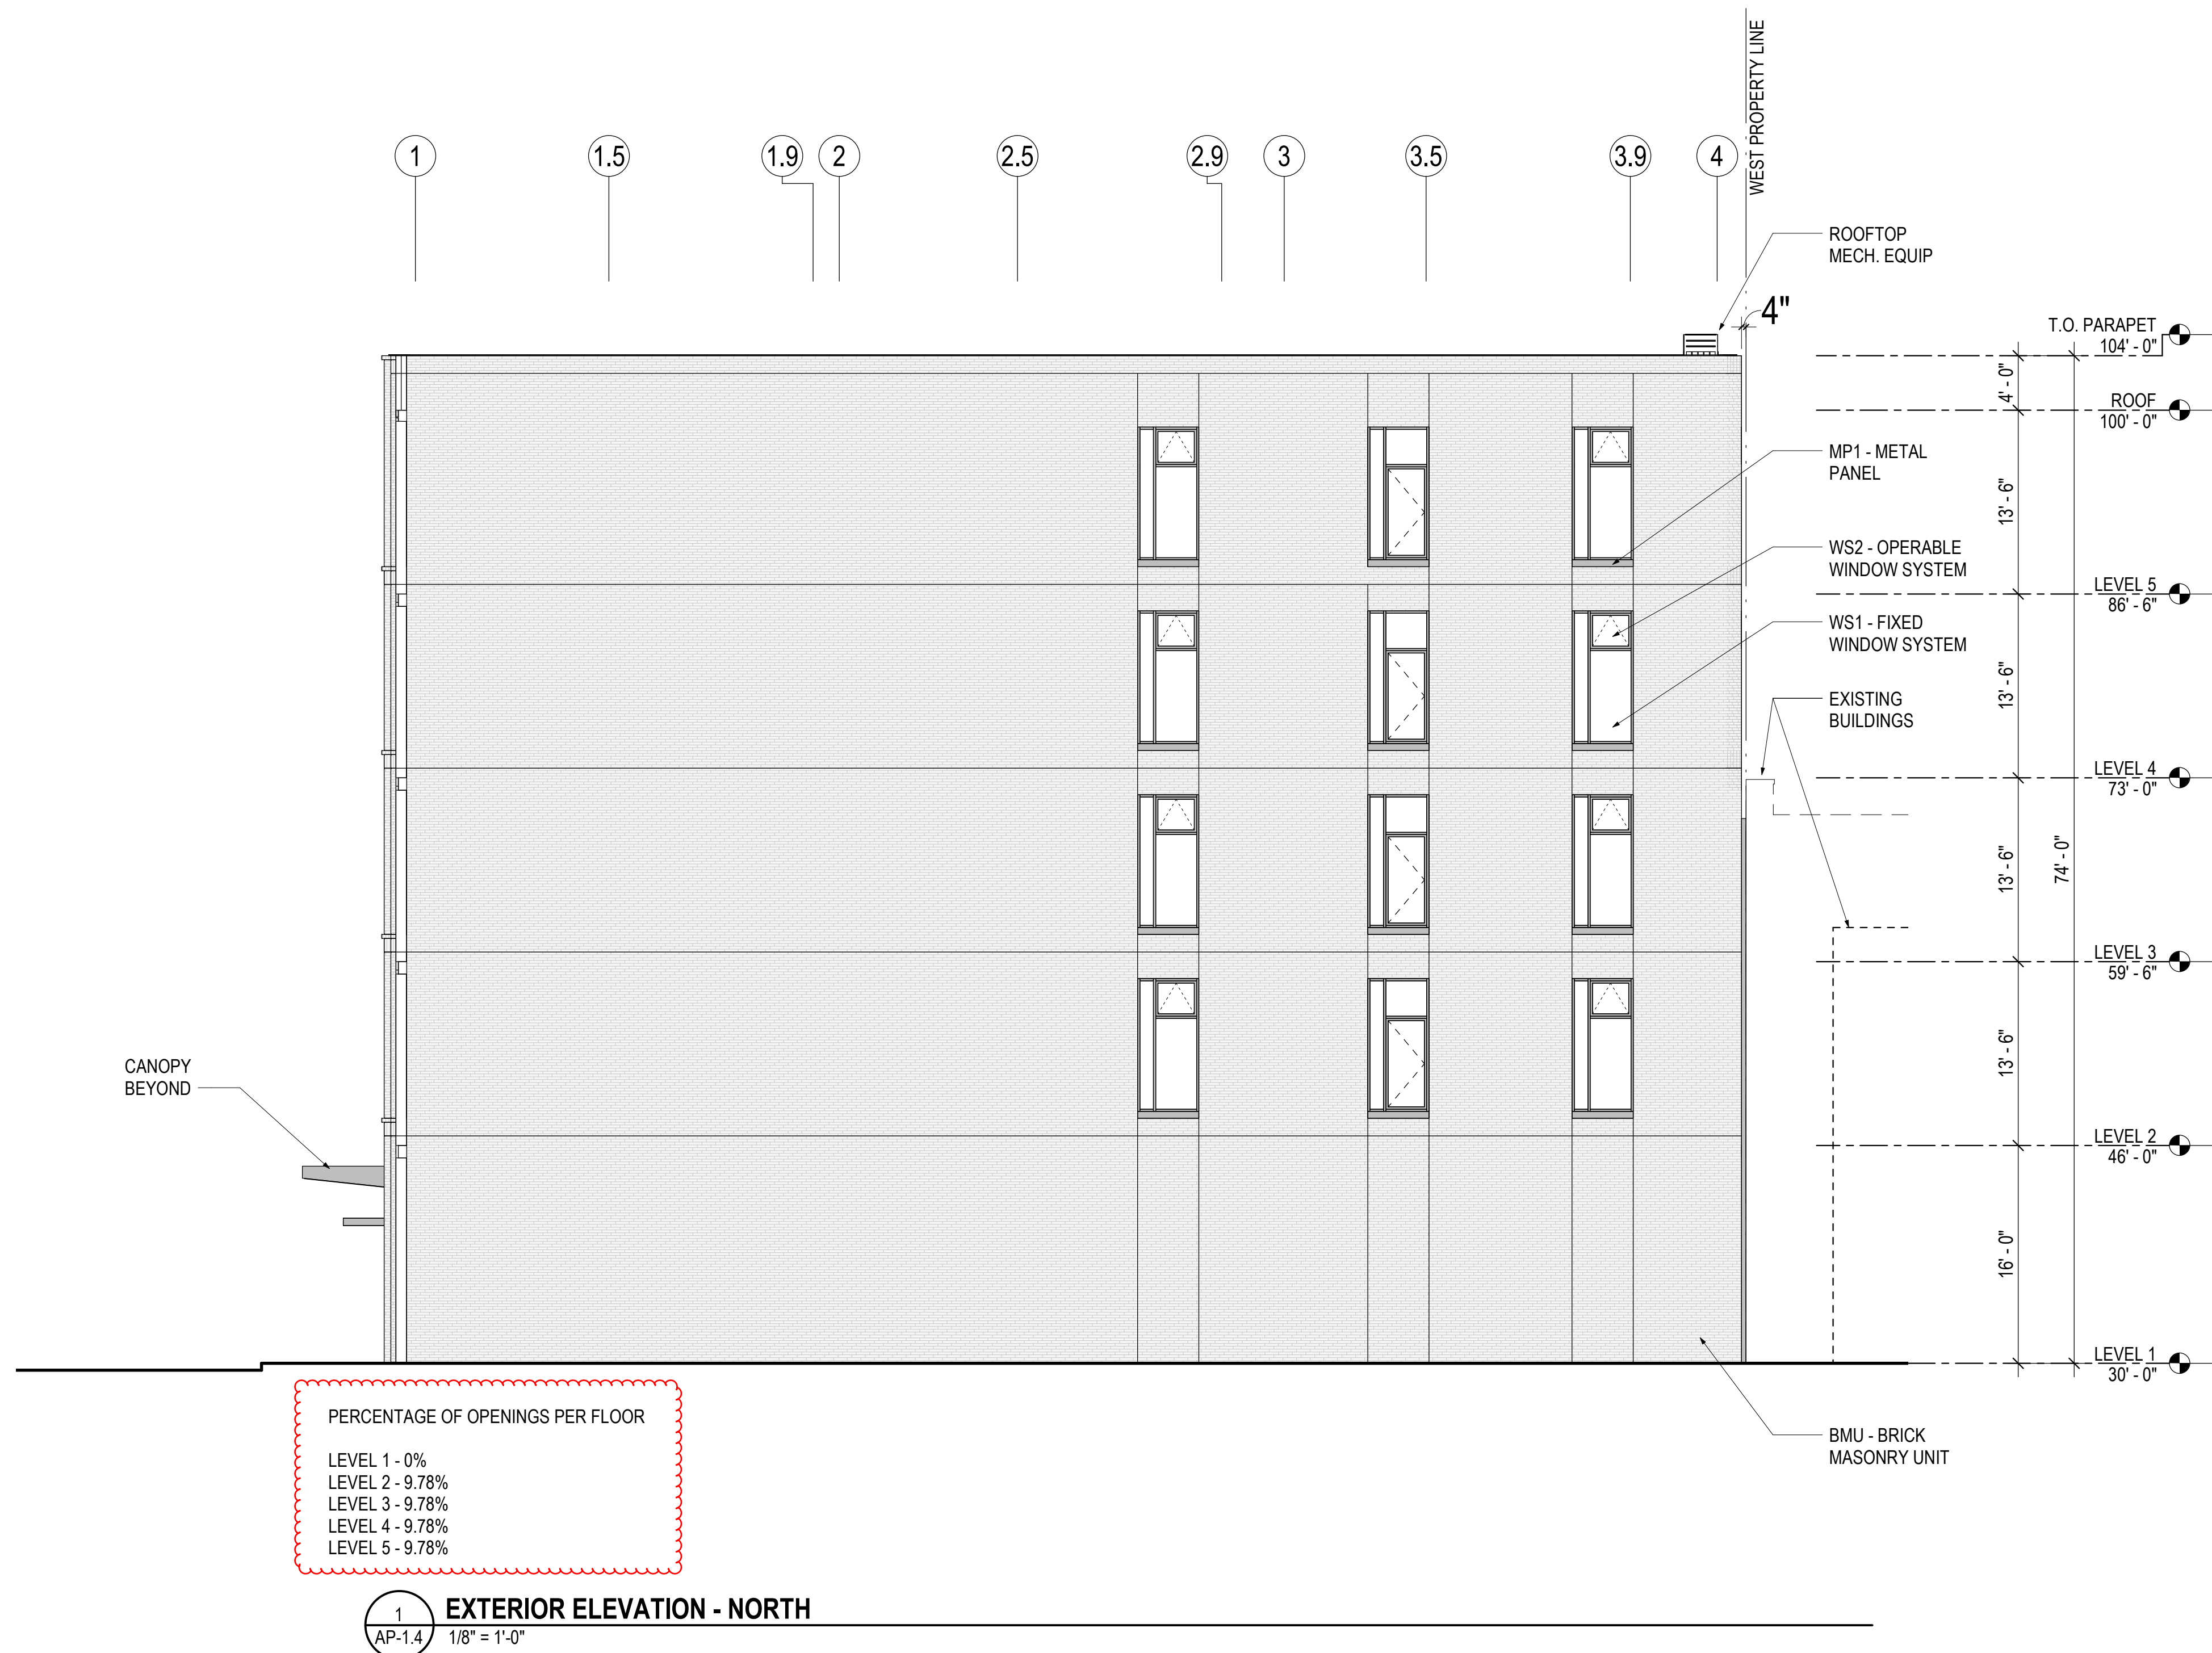 WEST PROPERTY LINE
1
1.5
1.9
2
2.5
2.9
3
3.5
3.9
4
ROOFTOP
MECH. EQUIP
4"
T.O. PARAPET
104' - 0"
4' - 0"
ROOF
100' - 0"
MP1 - METAL
PANEL
13' - 6"
WS2 - OPERABLE
WINDOW SYSTEM
LEVEL 5
86' - 6"
WS1 - FIXED
WINDOW SYSTEM
13' - 6"
EXISTING
BUILDINGS
LEVEL 4
73' - 0"
13' - 6"
74' - 0"
LEVEL 3
59' - 6"
13' - 6"
CANOPY
BEYOND
LEVEL 2
46' - 0"
16' - 0"
LEVEL 1
30' - 0"
BMU - BRICK
MASONRY UNIT
PERCENTAGE OF OPENINGS PER FLOOR
LEVEL 1 - 0%
LEVEL 2 - 9.78%
LEVEL 3 - 9.78%
LEVEL 4 - 9.78%
LEVEL 5 - 9.78%
1
AP-1.4
EXTERIOR ELEVATION - NORTH
1/8" = 1'-0"